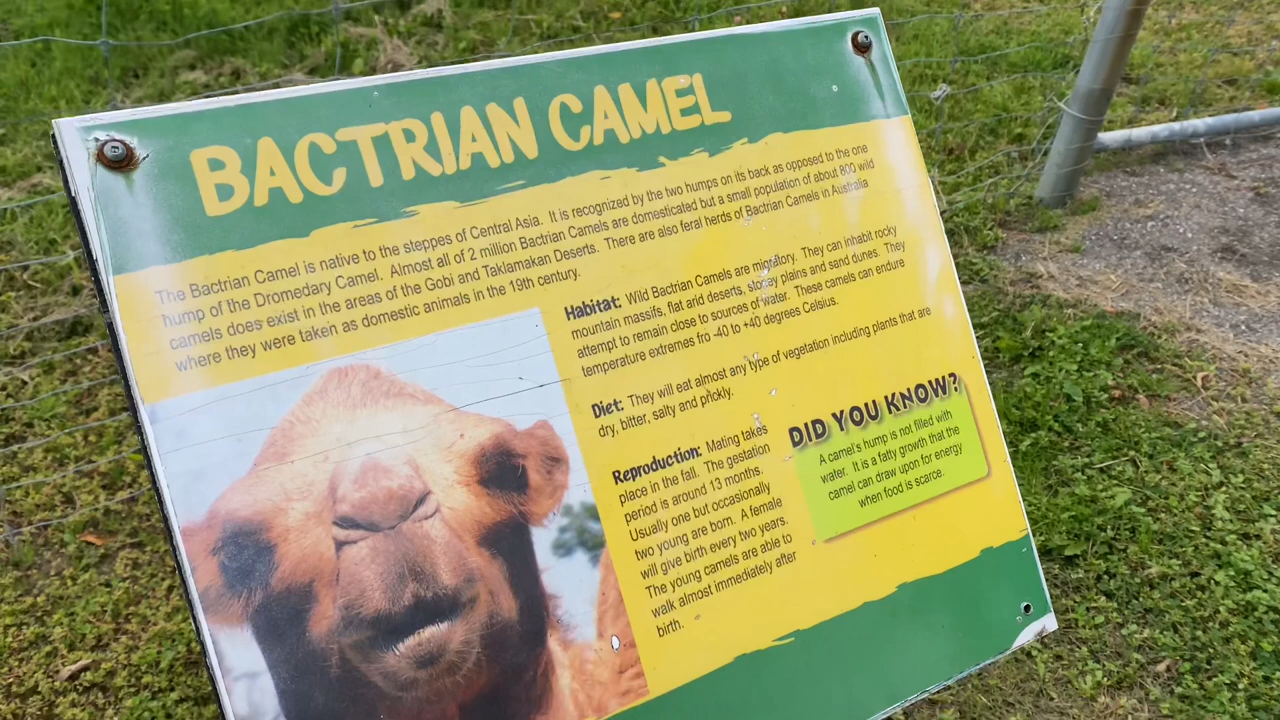 BACTRIAN CAMEL
The Bactrian Camel is native to the steppes of Central Asia. It is recognized by the two humps on its back as opposed to the one
hump of the Dromedary Camel. Almost all of 2 million Bactrian Camels are domesticated but a small population of about 800 wild
camels does exist in the areas of the Gobi and Taklamakan Deserts. There are also feral herds of Bactrian Camels in Australia
where they were taken as domestic animals in the 19th century.
Habitat: Wild Bactrian Camels are migratory. They can inhabit rocky
mountain massifs, flat arid deserts, stoney plains and sand dunes. They
attempt to remain close to sources of water. These camels can endure
temperature extremes fro -40 to +40 degrees Celsius.
Diet: They will eat almost any type of vegetation including plants that are
dry, bitter, salty and prickly.
Reproduction: Mating takes
place in the fall. The gestation
period is around 13 months.
Usually one but occasionally
two young are born. A female
will give birth every two years.
The young camels are able to
walk almost immediately after
birth.
DID YOU KNOW?
A camel's hump is not filled with
water. It is a fatty growth that the
camel can draw upon for energy
when food is scarce.